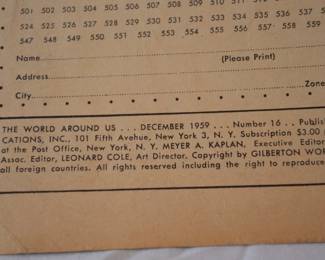 501 502 503 504 505 506 507 508 509 510 511
524 525 526 527 528 529 530 531 532 533 534 535 536 537
547 548 549 550 551 552 553 554 555 556 557 558 559
Name (Please Print)
Address
City Zone
THE WORLD AROUND US . . . DECEMBER 1959 . . . Number 16 . . Publis
CATIONS, INC., 101 Fifth Avenue, New York 3, N. Y. Subscription $3.00
at the Post Office, New York, N. Y. MEYER A. KAPLAN, Executive Editor
Assoc. Editor, LEONARD COLE, Art Director. Copyright by GILBERTON WOR
all foreign countries. All rights reserved including the right to reproduce